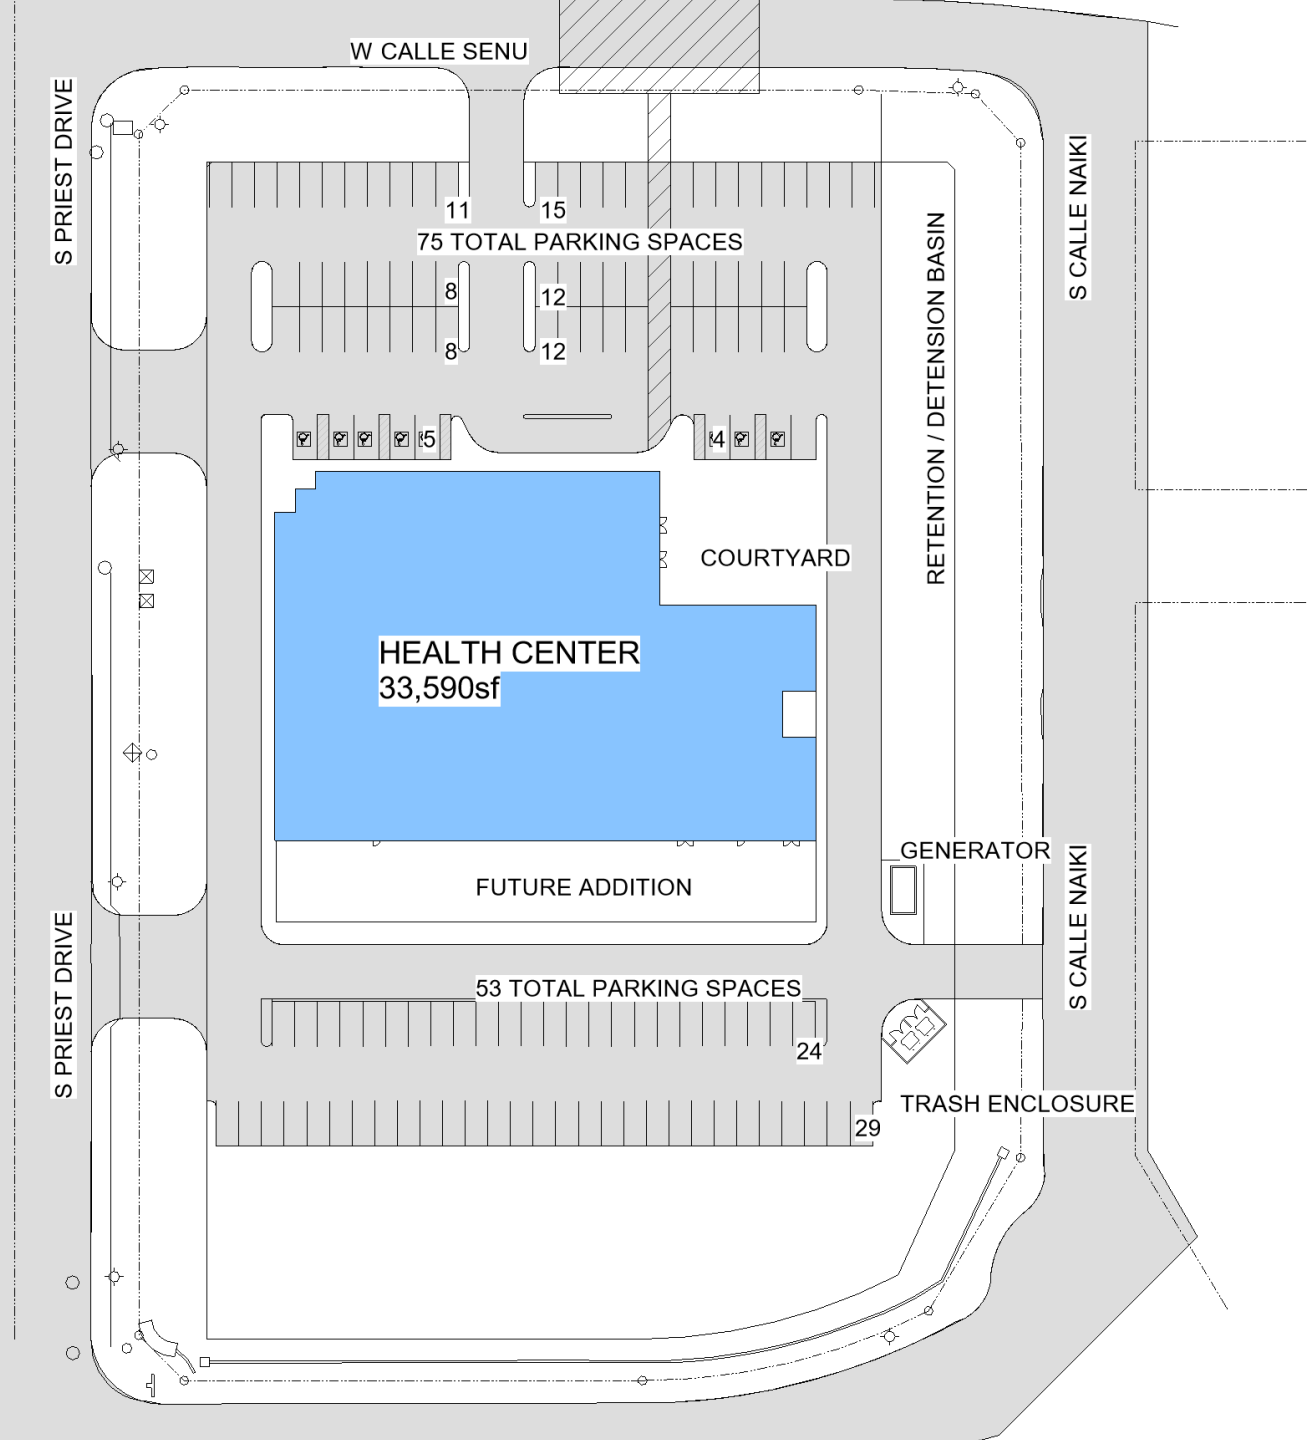 W CALLE SENU
S PRIEST DRIVE
S CALLE NAIKI
11
15
75 TOTAL PARKING SPACES
8
12
8
12
RETENTION / DETENSION BASIN
5
4
COURTYARD
HEALTH CENTER
33,590sf
GENERATOR
FUTURE ADDITION
S PRIEST DRIVE
S CALLE NAIKI
53 TOTAL PARKING SPACES
24
TRASH ENCLOSURE
29